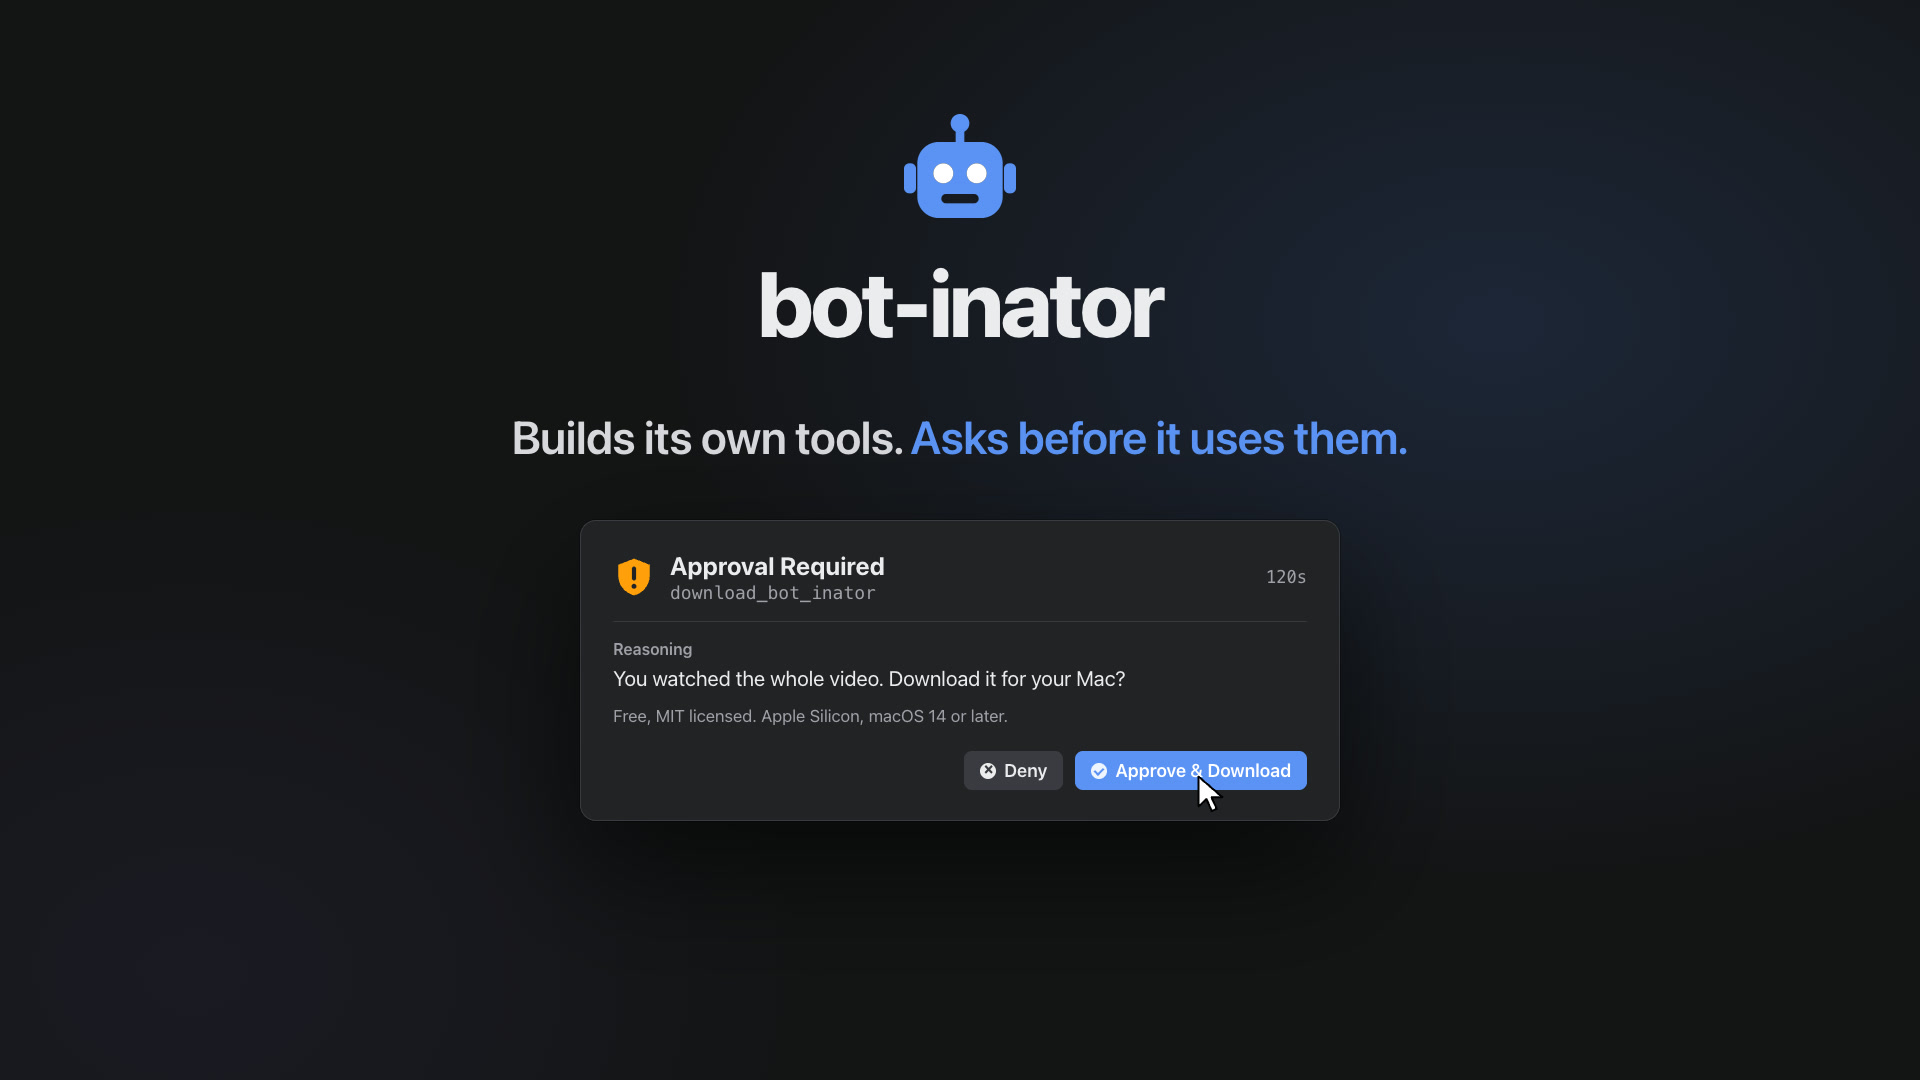 bot-inator
Builds its own tools. Asks before it uses them.
Approval Required
download_bot_inator
120s
Reasoning
You watched the whole video. Download it for your Mac?
Free, MIT licensed. Apple Silicon, macOS 14 or later.
Deny
Approve & Download